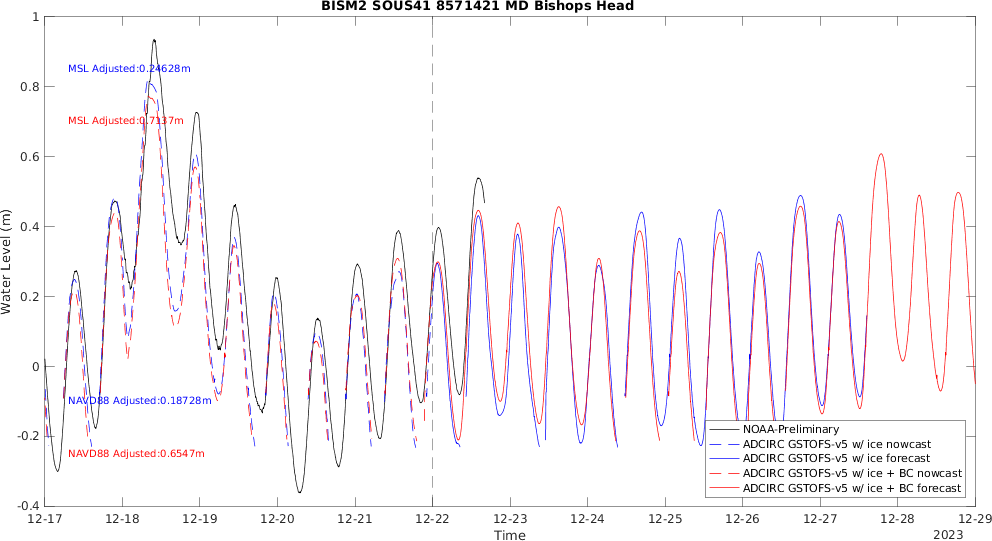 BISM2 SOUS41 8571421 MD Bishops Head
Water Level (m)
1
0.8
0.6
0.4
0.2
0
-0.2
-0.4
MSL Adjusted:0.24628m
MSL Adjusted:0.7137m
NAVD88 Adjusted:0.18728m
NAVD88 Adjusted:0.6547m
NOAA-Preliminary
ADCIRC GSTOFS-v5 w/ ice nowcast
ADCIRC GSTOFS-v5 w/ ice forecast
ADCIRC GSTOFS-v5 w/ ice + BC nowcast
ADCIRC GSTOFS-v5 w/ ice + BC forecast
12-17 12-18 12-19 12-20 12-21 12-22 12-23 12-24 12-25 12-26 12-27 12-28 12-29
Time
2023